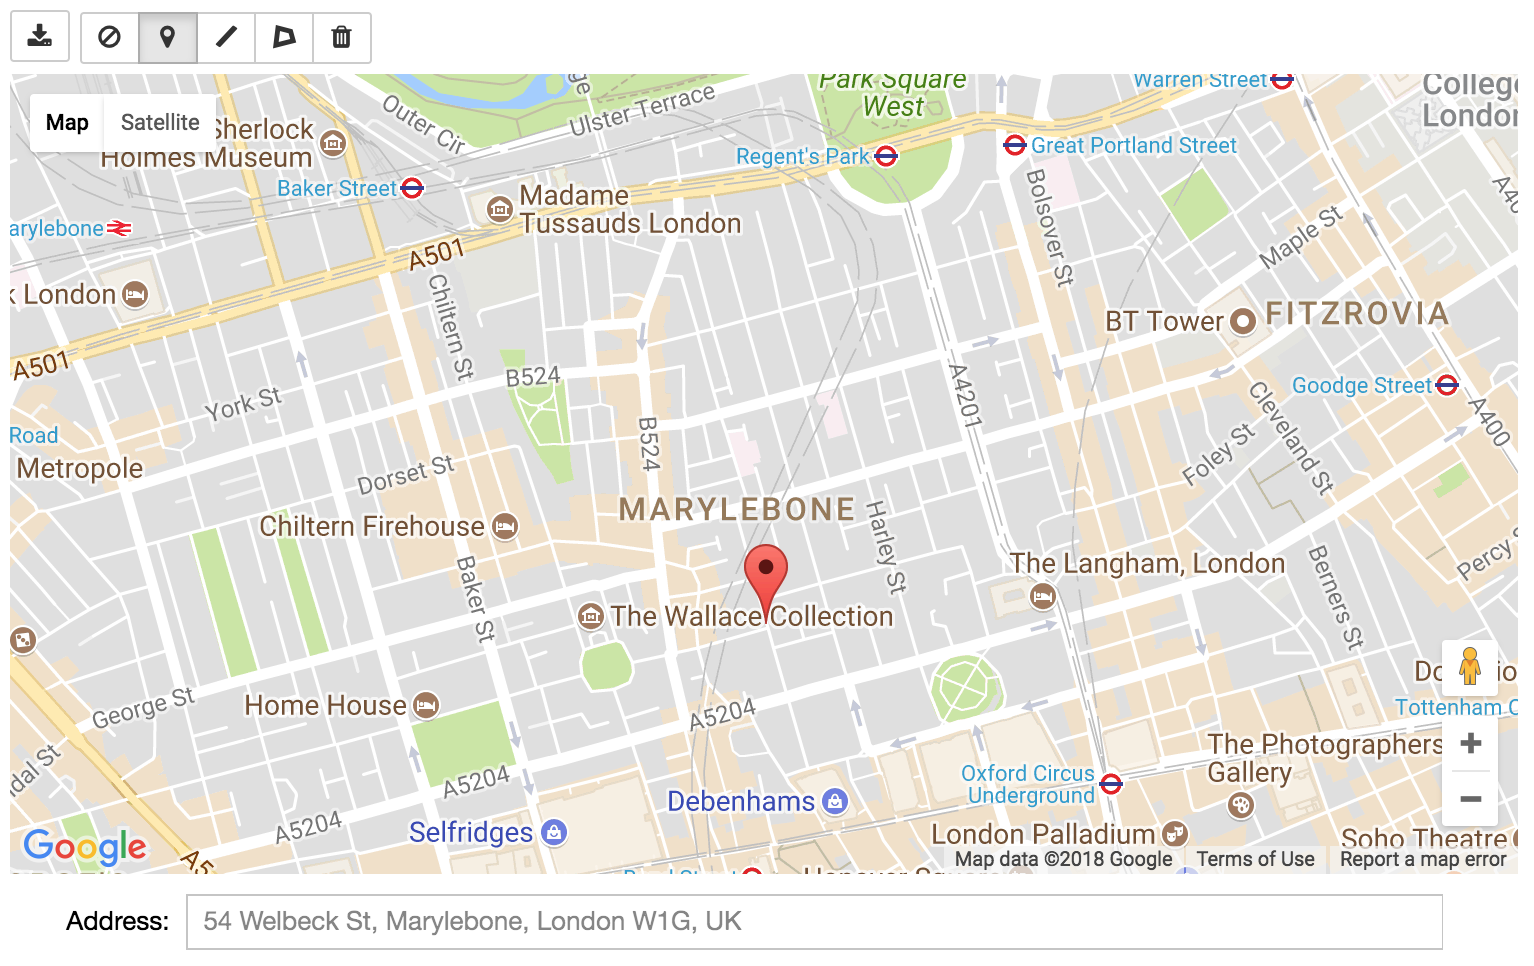 Map
Satellite
Sherlock
Holmes Museum
Outer Cir
Ulster Terrace
Park Square
West
Warren Street
College
London
Regent's Park
Great Portland Street
Baker Street
Madame
Tussauds London
Bolsover St
Maple St
arylebone
A501
London
Chiltern St
BT Tower
FITZROVIA
A501
B524
York St
A4201
Goodge Street
Cleveland St
A400
Road
B524
Foley St
Metropole
Dorset St
MARYLEBONE
Chiltern Firehouse
Harley St
The Langham, London
Berners St
Percy S
Baker St
The Wallace Collection
George St
Home House
A5204
Tottenham C
The Photographers
Gallery
Oxford Circus
Underground
A5204
Debenhams
A5204
Selfridges
London Palladium
Soho Theatre
Google
A5
Map data ©2018 Google
Terms of Use
Report a map error
Address:
54 Welbeck St, Marylebone, London W1G, UK